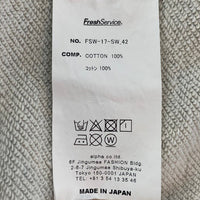 FreshService.
NO. FSW-17-SW_42
COMP. COTTON 100%
コットン 100%
alpha co.ltd
6F Jingumae FASHION Bldg.
2-6-7 Jingumae Shibuya-ku
Tokyo 150-0001 JAPAN
TEL +81 3 54 13 35 46
MADE IN JAPAN